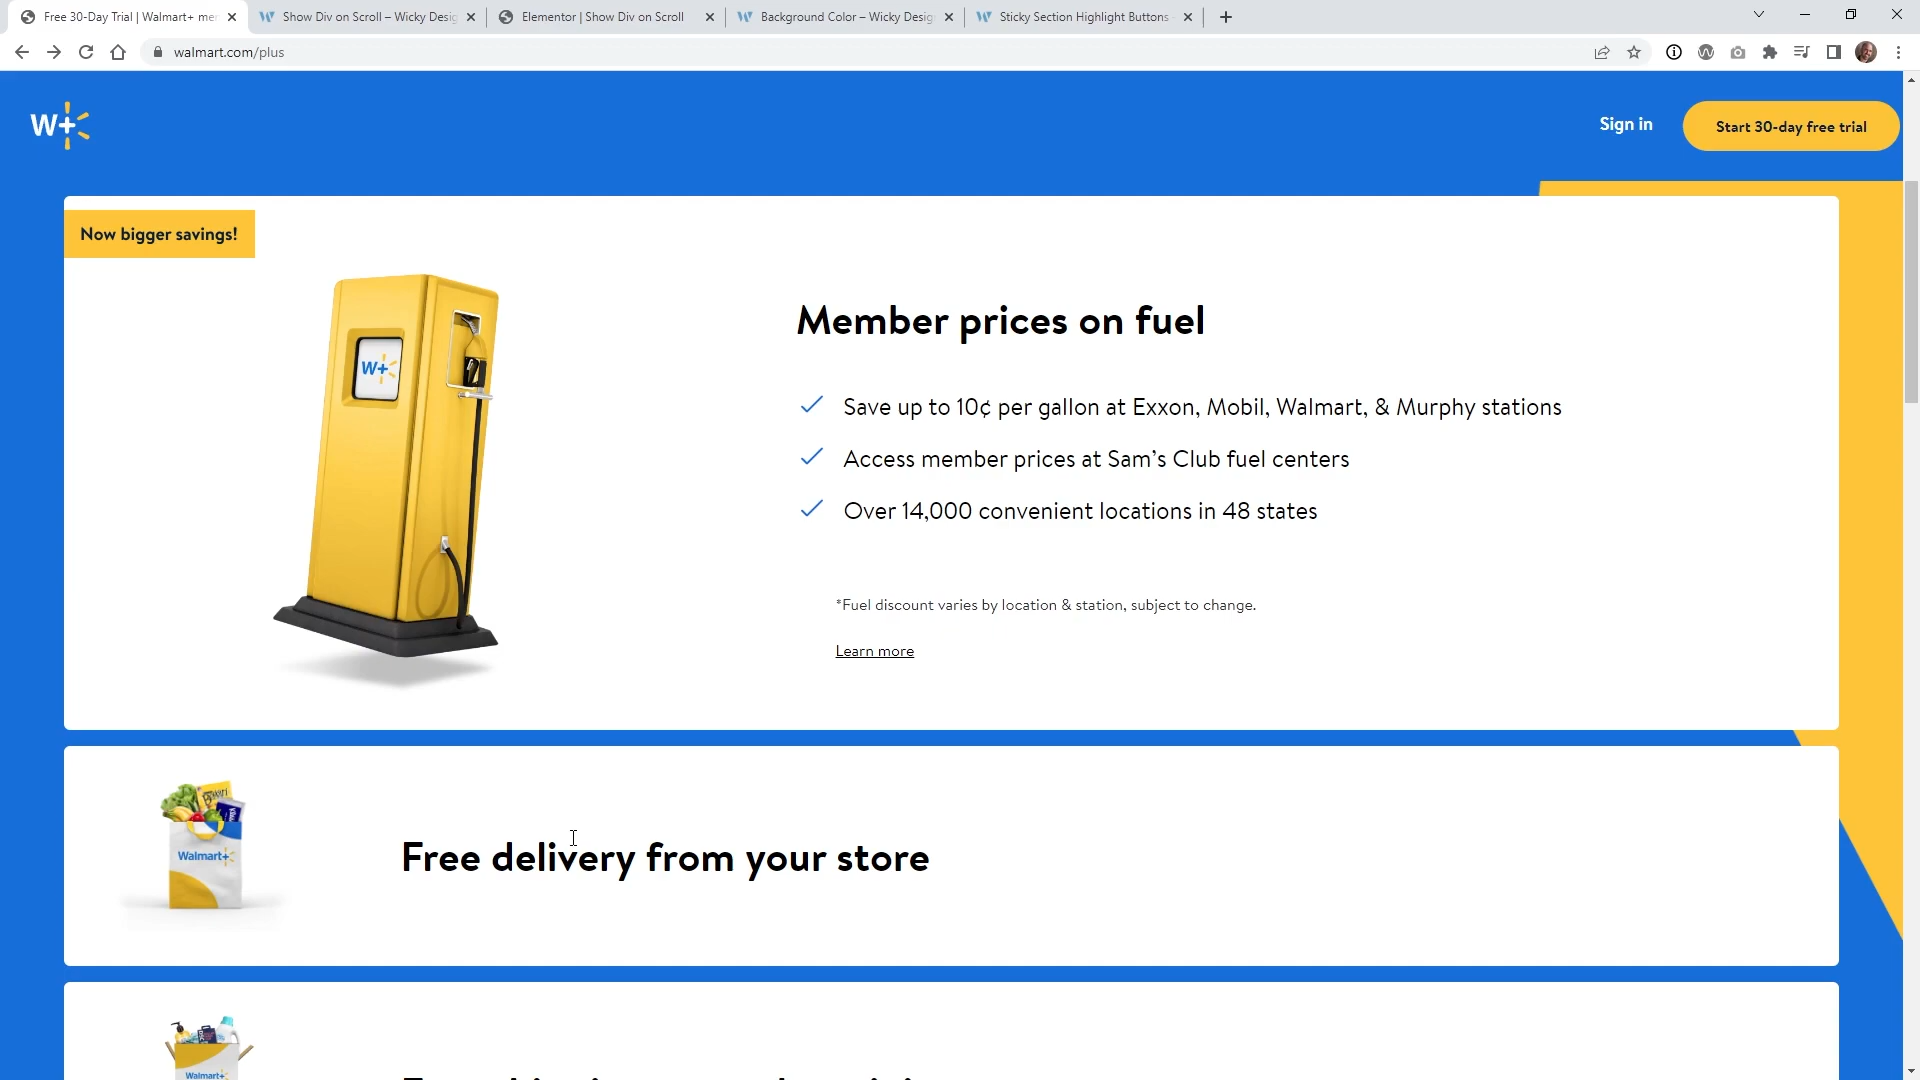 Free 30-Day Trial | Walmart+ me
Show Div on Scroll – Wicky Desig
Elementor | Show Div on Scroll
Background Color – Wicky Desig
Sticky Section Highlight Buttons
walmart.com/plus
W+
Sign in
Start 30-day free trial
Now bigger savings!
W+
Member prices on fuel
Save up to 10¢ per gallon at Exxon, Mobil, Walmart, & Murphy stations
Access member prices at Sam’s Club fuel centers
Over 14,000 convenient locations in 48 states
*Fuel discount varies by location & station, subject to change.
Learn more
Walmart+
Free delivery from your store
Walmart+